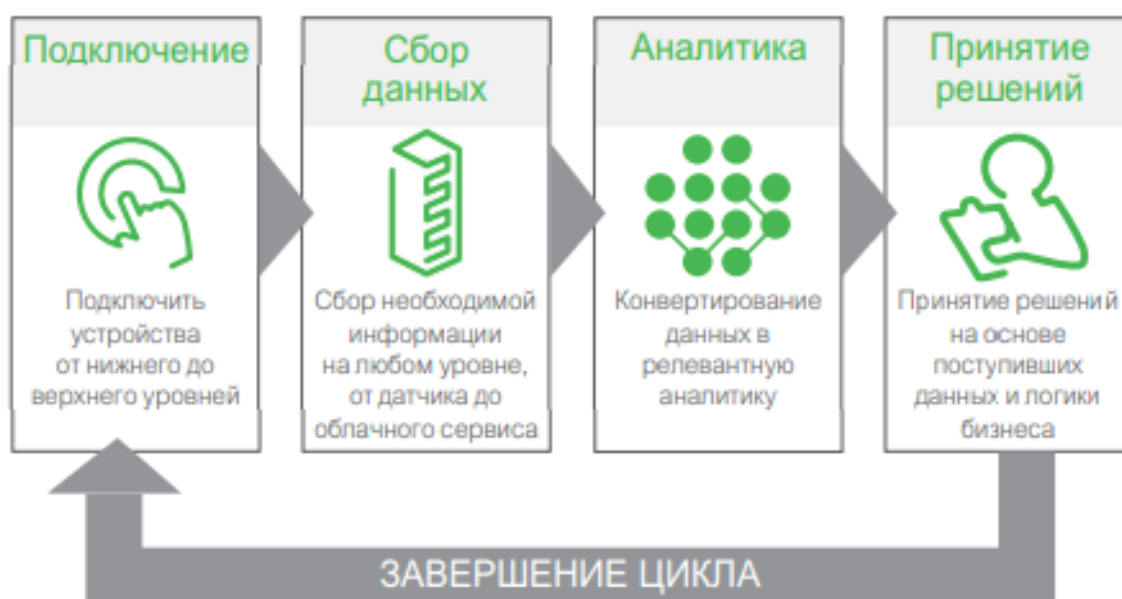 Подключение
Подключить
устройства
от нижнего до
верхнего уровней
Сбор
данных
Сбор необходимой
информации
на любом уровне,
от датчика до
облачного сервиса
Аналитика
Конвертирование
данных в
релевантную
аналитику
Принятие
решений
Принятие решений
на основе
поступивших
данных и логики
бизнеса
ЗАВЕРШЕНИЕ ЦИКЛА